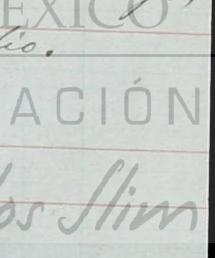 EXICO
io.
ACIÓN
os Slim